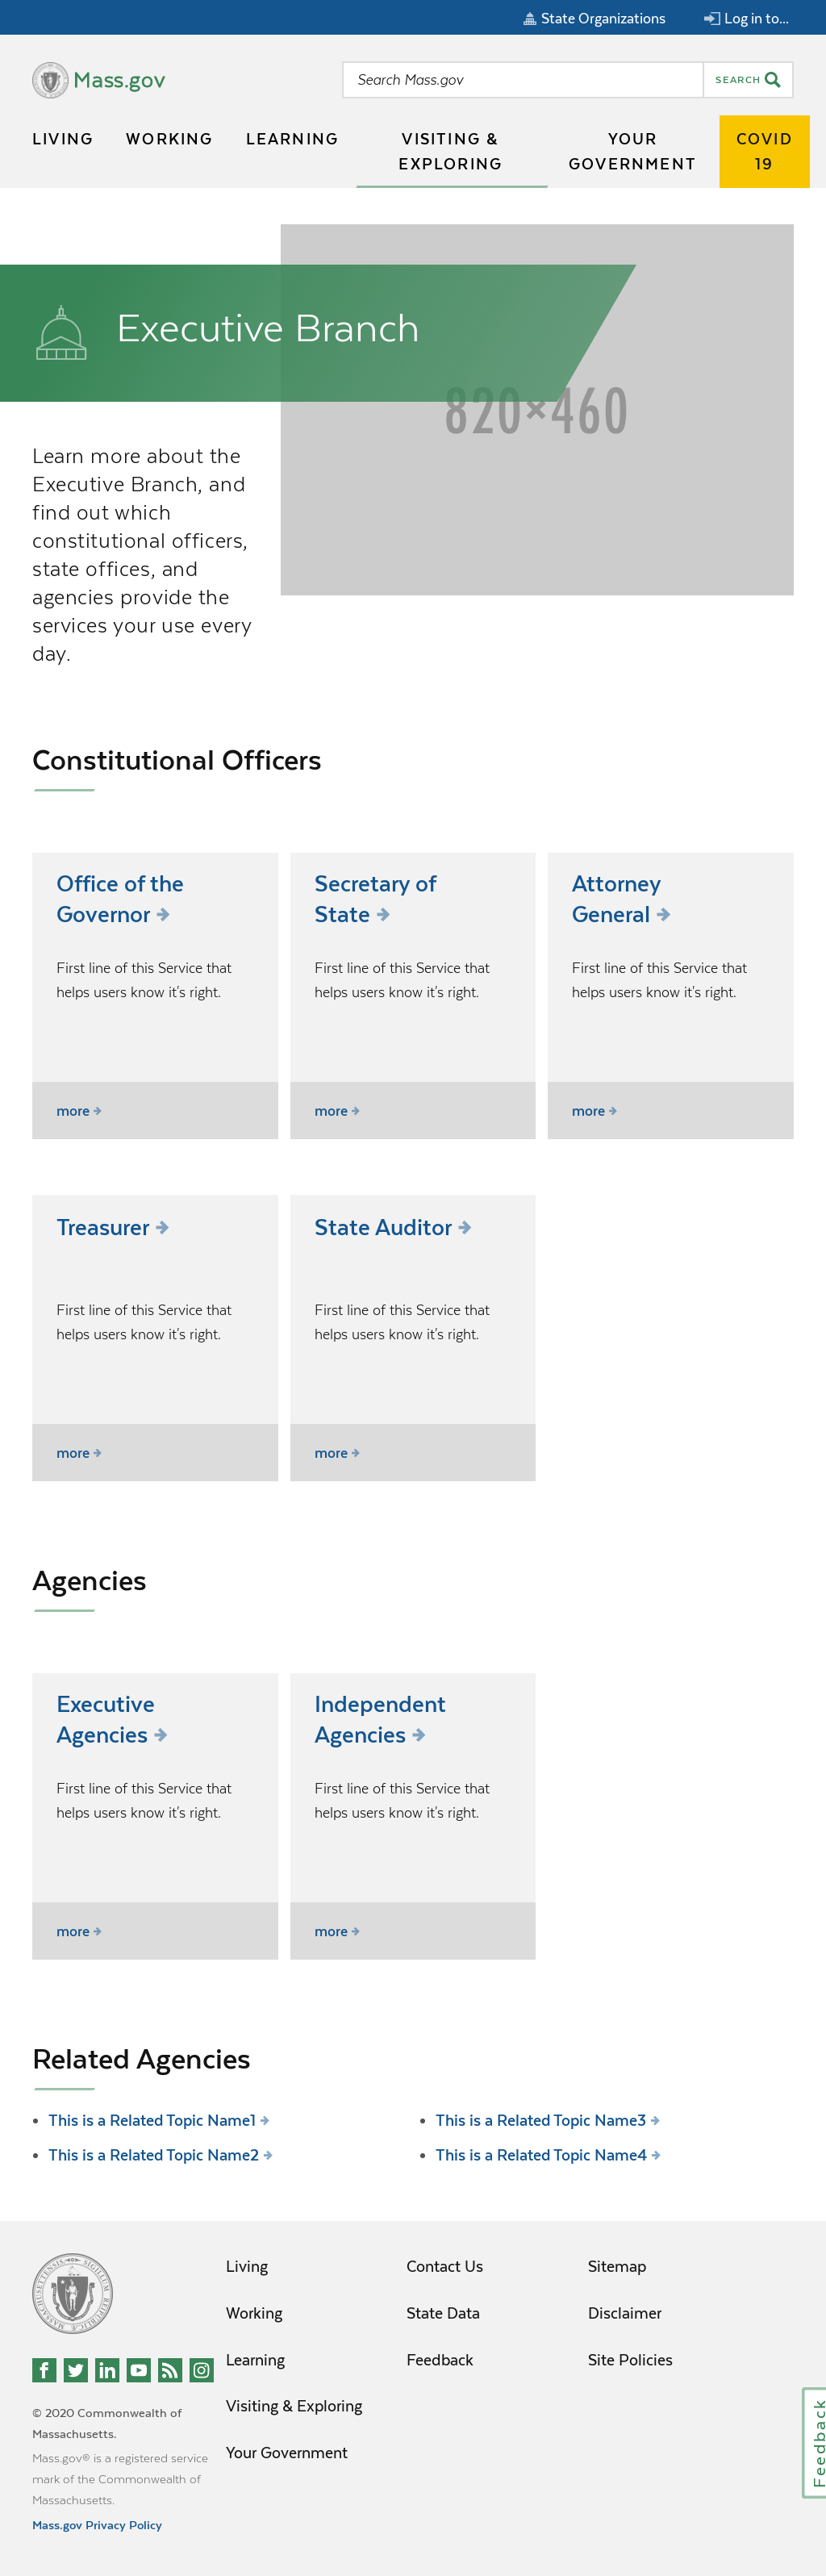 State Organizations
Log in to...
Mass.gov
Search Mass.gov
SEARCH
LIVING
WORKING
LEARNING
VISITING &
EXPLORING
YOUR
GOVERNMENT
COVID
19
Executive Branch
820×460
Learn more about the
Executive Branch, and
find out which
constitutional officers,
state offices, and
agencies provide the
services your use every
day.
Constitutional Officers
Office of the
Governor
First line of this Service that
helps users know it's right.
more
Secretary of
State
First line of this Service that
helps users know it's right.
more
Attorney
General
First line of this Service that
helps users know it's right.
more
Treasurer
First line of this Service that
helps users know it's right.
more
State Auditor
First line of this Service that
helps users know it's right.
more
Agencies
Executive
Agencies
First line of this Service that
helps users know it's right.
more
Independent
Agencies
First line of this Service that
helps users know it's right.
more
Related Agencies
This is a Related Topic Name1
This is a Related Topic Name2
This is a Related Topic Name3
This is a Related Topic Name4
© 2020 Commonwealth of
Massachusetts.
Mass.gov® is a registered service
mark of the Commonwealth of
Massachusetts.
Mass.gov Privacy Policy
Living
Working
Learning
Visiting & Exploring
Your Government
Contact Us
State Data
Feedback
Sitemap
Disclaimer
Site Policies
Feedback